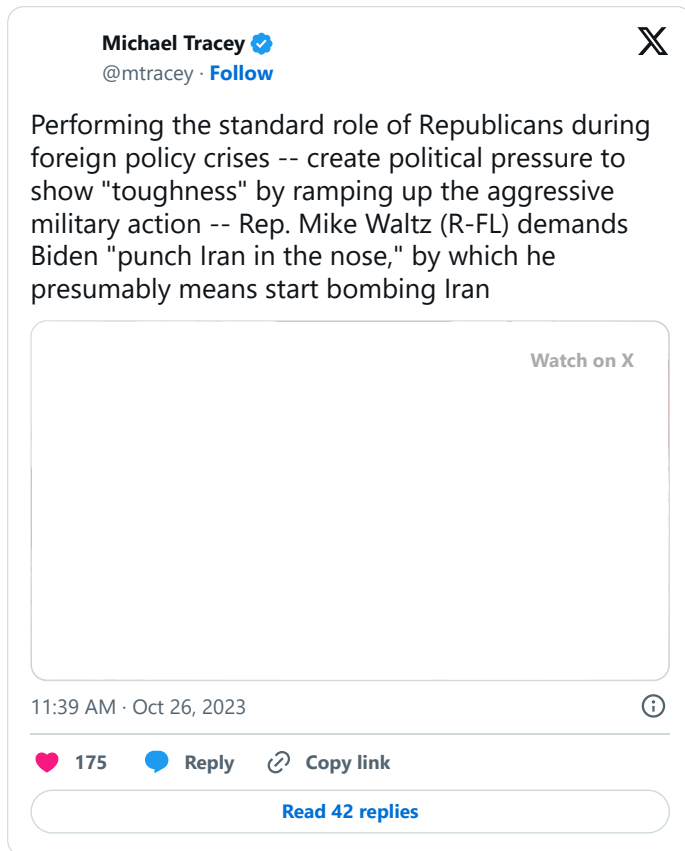 Michael Tracey
@mtracey · Follow
Performing the standard role of Republicans during
foreign policy crises -- create political pressure to
show "toughness" by ramping up the aggressive
military action -- Rep. Mike Waltz (R-FL) demands
Biden "punch Iran in the nose," by which he
presumably means start bombing Iran
Watch on X
11:39 AM · Oct 26, 2023
175 Reply Copy link
Read 42 replies